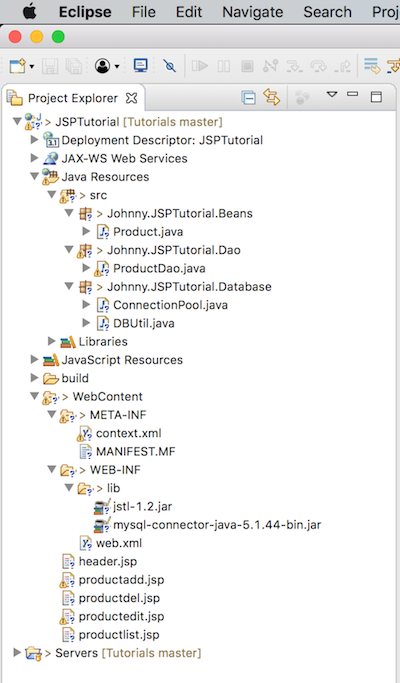 Eclipse File Edit Navigate Search Proj
Project Explorer
> JSPTutorial [Tutorials master]
Deployment Descriptor: JSPTutorial
JAX-WS Web Services
Java Resources
> src
> Johnny.JSPTutorial.Beans
Product.java
> Johnny.JSPTutorial.Dao
ProductDao.java
> Johnny.JSPTutorial.Database
ConnectionPool.java
DBUtil.java
Libraries
JavaScript Resources
build
> WebContent
> META-INF
context.xml
MANIFEST.MF
> WEB-INF
> lib
jstl-1.2.jar
mysql-connector-java-5.1.44-bin.jar
web.xml
header.jsp
productadd.jsp
productdel.jsp
productedit.jsp
productlist.jsp
> Servers [Tutorials master]